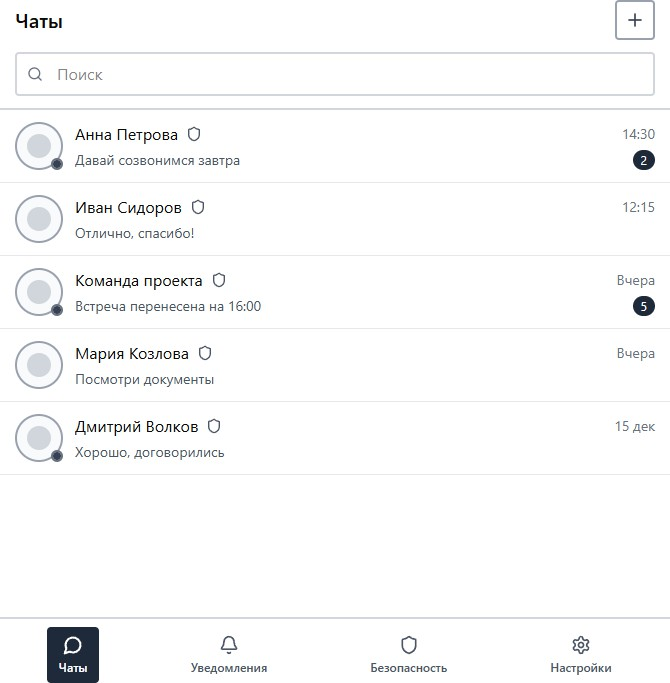 Чаты
Поиск
Анна Петрова 14:30
Давай созвонимся завтра 2
Иван Сидоров 12:15
Отлично, спасибо!
Команда проекта Вчера
Встреча перенесена на 16:00 5
Мария Козлова Вчера
Посмотри документы
Дмитрий Волков 15 дек
Хорошо, договорились
Чаты Уведомления Безопасность Настройки